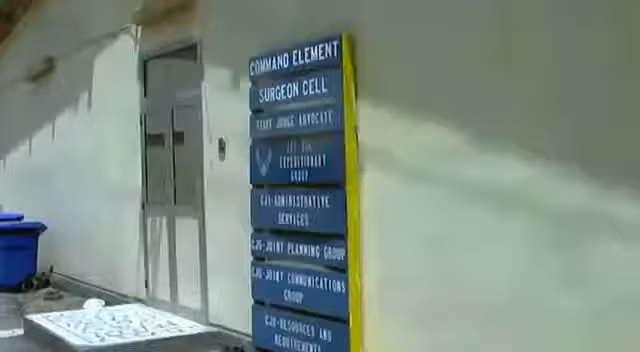 COMMAND ELEMENT
SURGEON CELL
STAFF JUDGE ADVOCATE
EXPEDITIONARY
GROUP
CJ1-ADMINISTRATIVE
SERVICES
CJ5-JOINT PLANNING GROUP
CJ6-JOINT COMMUNICATIONS
GROUP
CJ8-RESOURCES AND
REQUIREMENTS